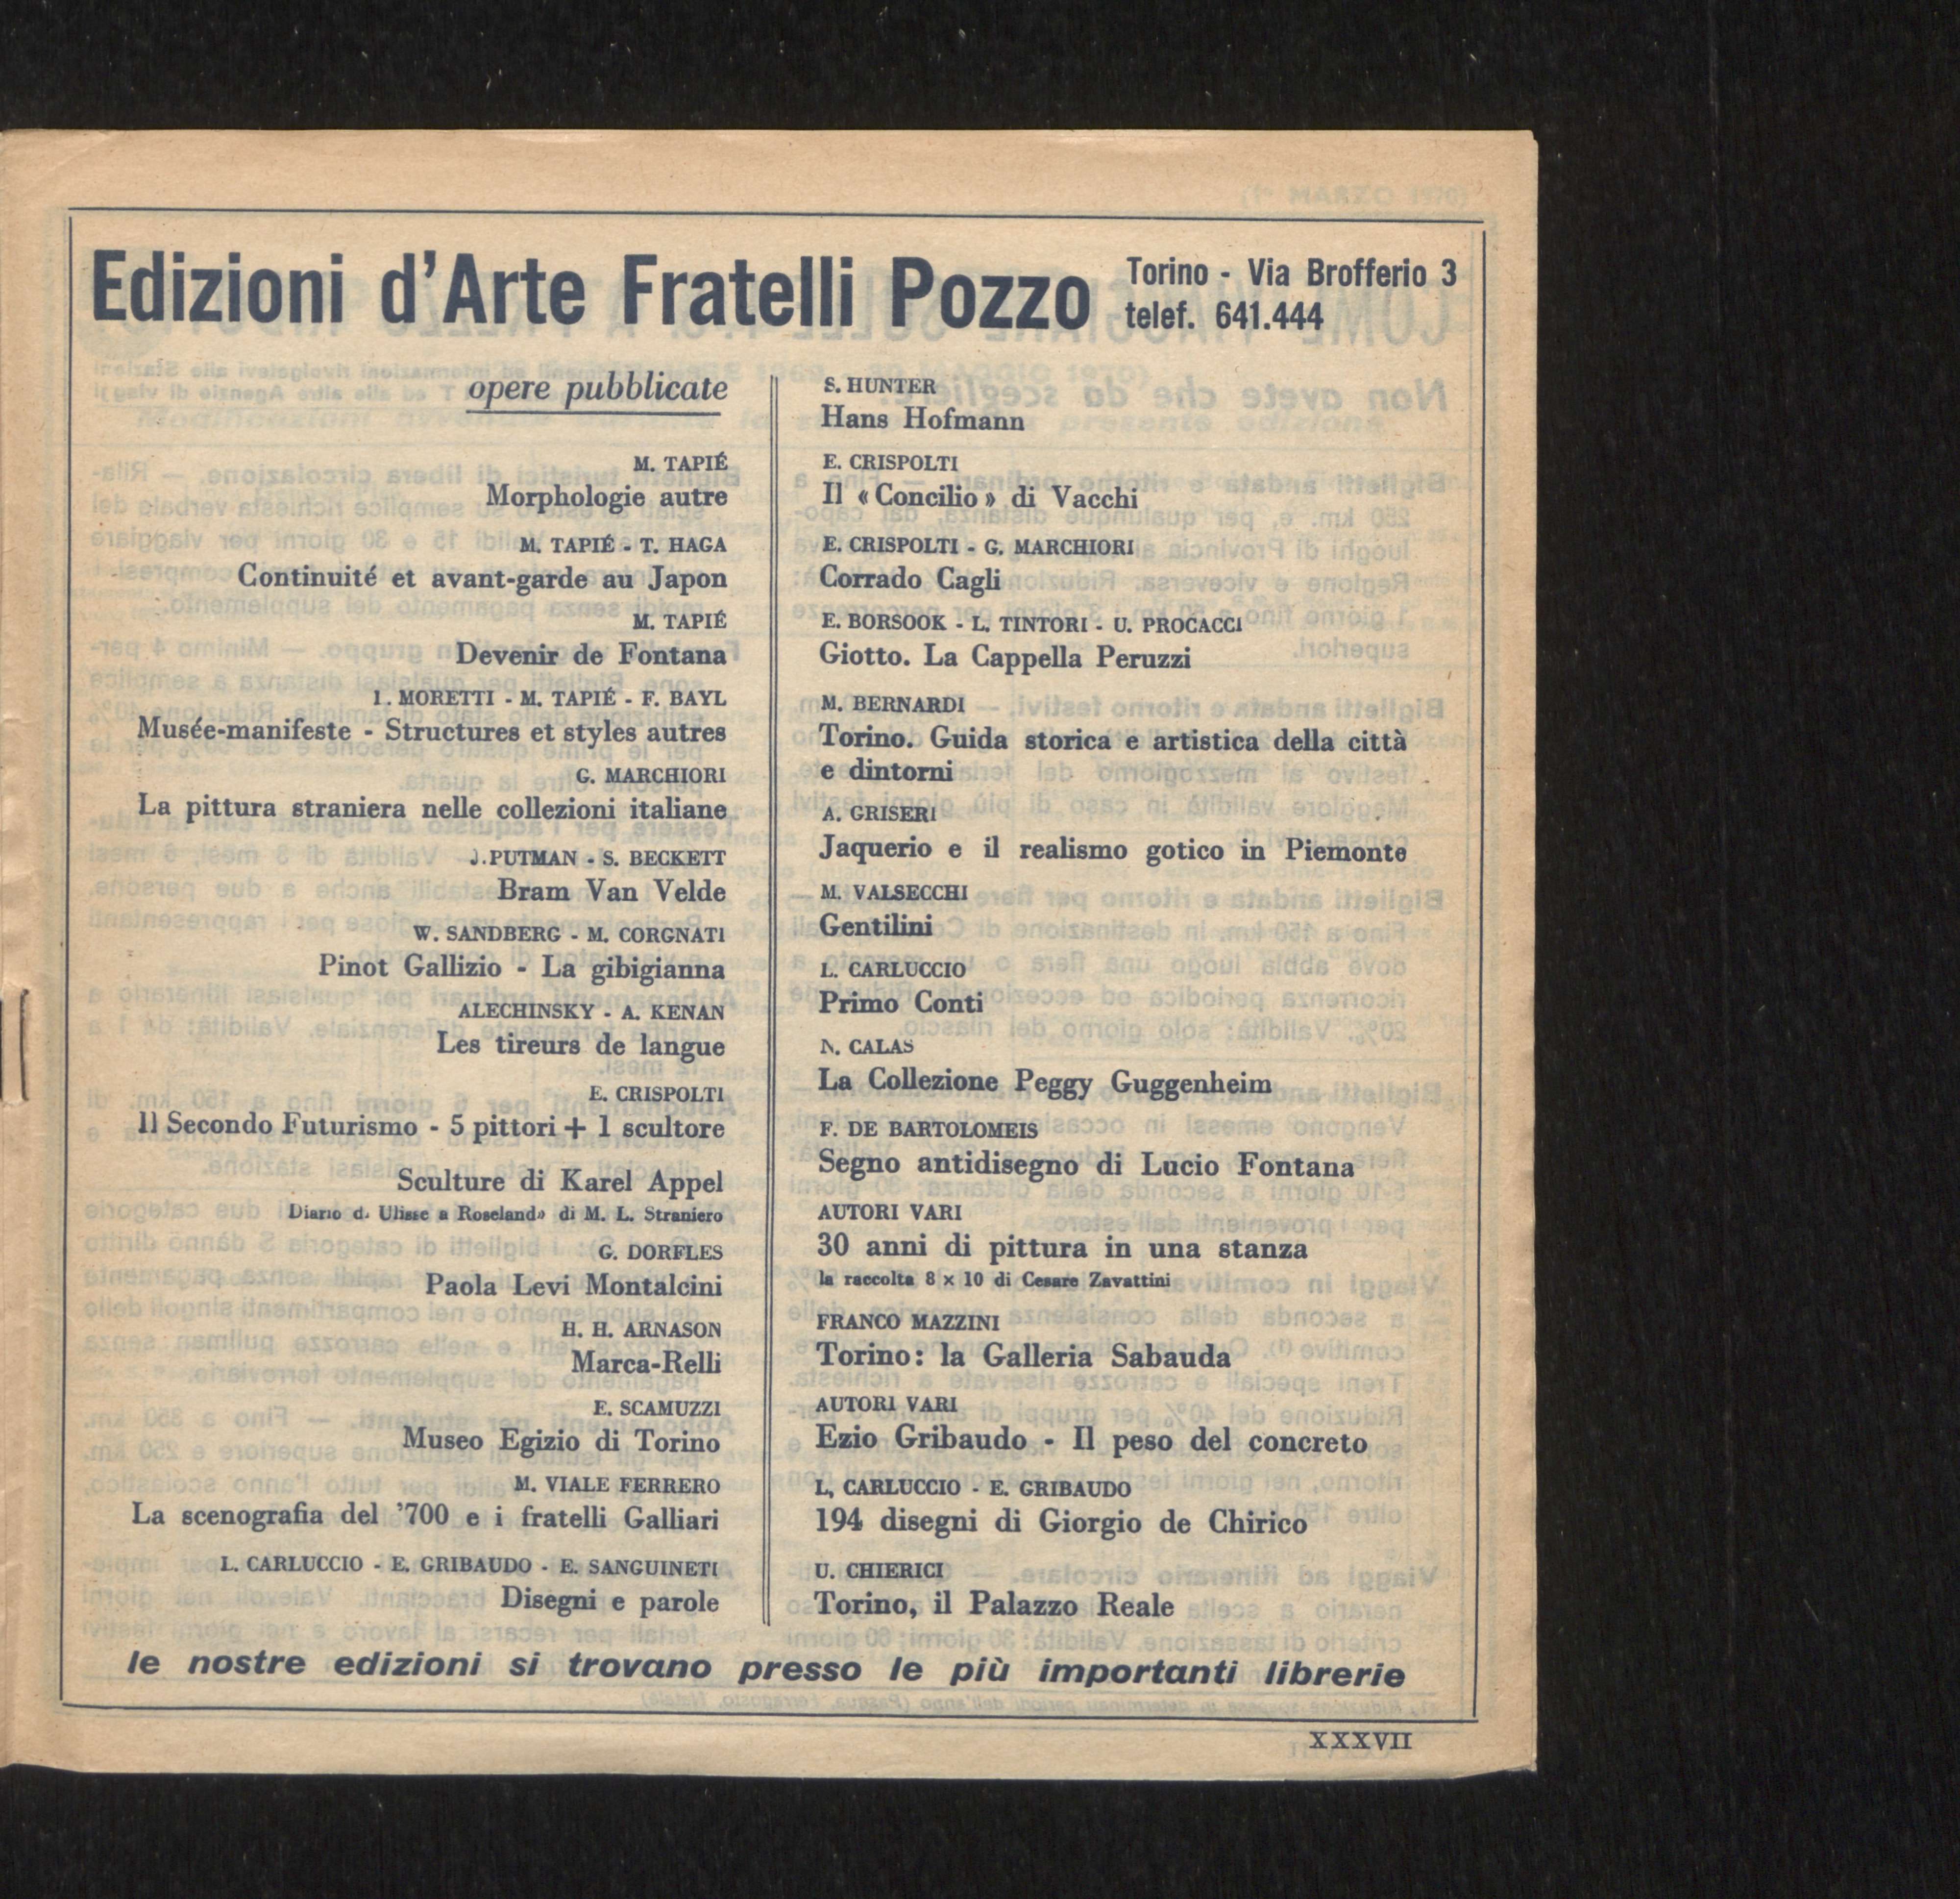 Edizioni d'Arte Fratelli Pozzo
Torino - Via Brofferio 3
telef. 641.444
opere pubblicate
M. TAPIÉ
Morphologie autre
M. TAPIÉ - T. HAGA
Continuité et avant-garde au Japon
M. TAPIÉ
Devenir de Fontana
I. MORETTI - M. TAPIÉ - F. BAYL
Musée-manifeste - Structures et styles autres
G. MARCHIORI
La pittura straniera nelle collezioni italiane
J. PUTMAN - S. BECKETT
Bram Van Velde
W. SANDBERG - M. CORGNATI
Pinot Gallizio - La gibigianna
ALECHINSKY - A. KENAN
Les tireurs de langue
E. CRISPOLTI
Il Secondo Futurismo - 5 pittori + 1 scultore
Sculture di Karel Appel
Diario di Ulisse a Roseland» di M. L. Straniero
G. DORFLES
Paola Levi Montalcini
H. H. ARNASON
Marca-Relli
E. SCAMUZZI
Museo Egizio di Torino
M. VIALE FERRERO
La scenografia del '700 e i fratelli Galliari
L. CARLUCCIO - E. GRIBAUDO - E. SANGUINETI
Disegni e parole
S. HUNTER
Hans Hofmann
E. CRISPOLTI
Il « Concilio » di Vacchi
E. CRISPOLTI - G. MARCHIORI
Corrado Cagli
E. BORSOOK - L. TINTORI - U. PROCACCI
Giotto. La Cappella Peruzzi
M. BERNARDI
Torino. Guida storica e artistica della città
e dintorni
A. GRISERI
Jaquerio e il realismo gotico in Piemonte
M. VALSECCHI
Gentilini
L. CARLUCCIO
Primo Conti
N. CALAS
La Collezione Peggy Guggenheim
F. DE BARTOLOMEIS
Segno antidisegno di Lucio Fontana
AUTORI VARI
30 anni di pittura in una stanza
la raccolta 8 × 10 di Cesare Zavattini
FRANCO MAZZINI
Torino: la Galleria Sabauda
AUTORI VARI
Ezio Gribaudo - Il peso del concreto
L, CARLUCCIO - E. GRIBAUDO
194 disegni di Giorgio de Chirico
U. CHIERICI
Torino, il Palazzo Reale
le nostre edizioni si trovano presso le più importanti librerie
XXXVII